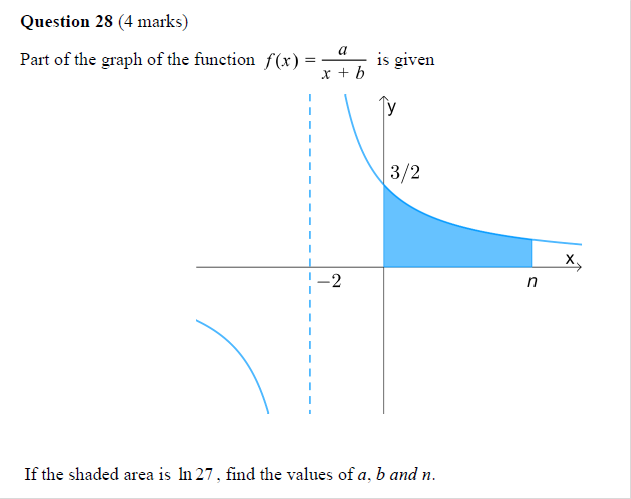 Question 28 (4 marks)
Part of the graph of the function f(x) = a / (x + b) is given
y
3/2
x
−2
n
If the shaded area is ln 27, find the values of a, b and n.